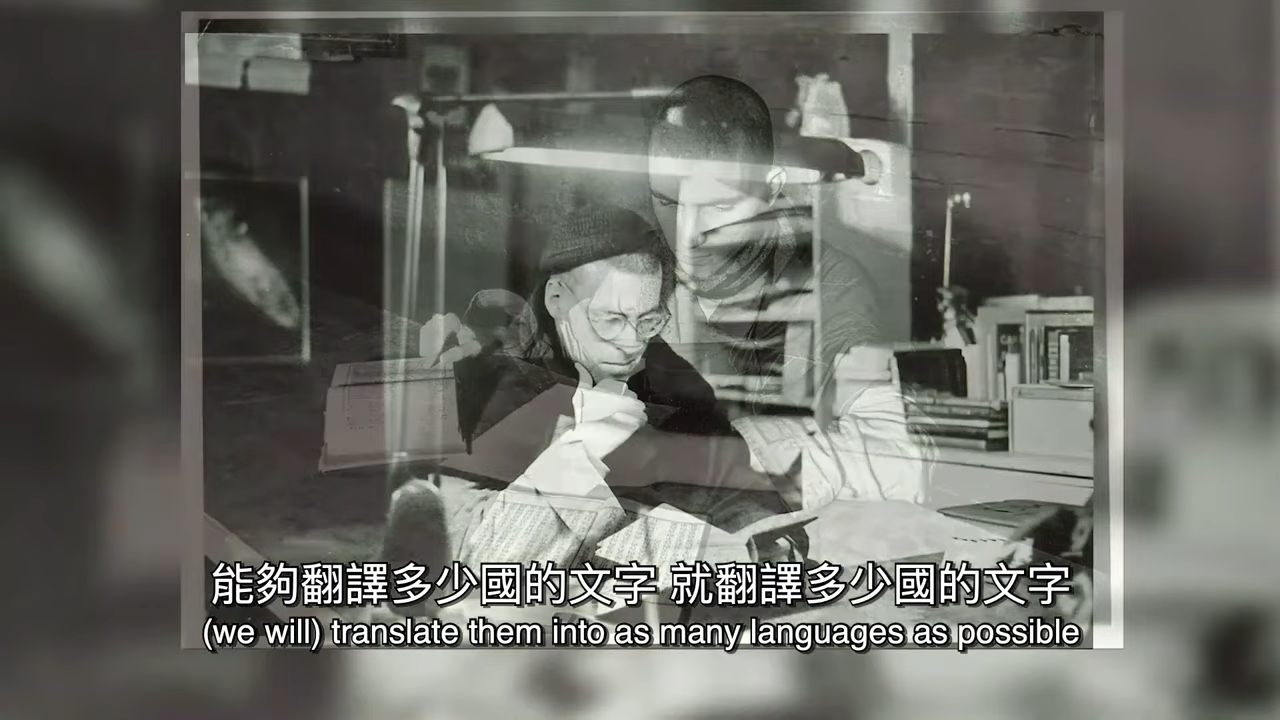 能夠翻譯多少國的文字 就翻譯多少國的文字
(we will) translate them into as many languages as possible